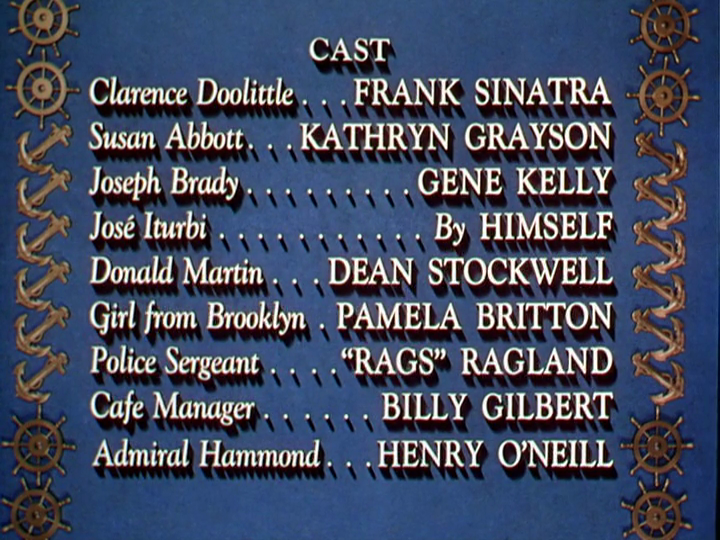 CAST
Clarence Doolittle . . . FRANK SINATRA
Susan Abbott . . . KATHRYN GRAYSON
Joseph Brady . . . . . . . . . GENE KELLY
José Iturbi . . . . . . . . . . . By HIMSELF
Donald Martin . . . DEAN STOCKWELL
Girl from Brooklyn . PAMELA BRITTON
Police Sergeant . . . . “RAGS” RAGLAND
Cafe Manager . . . . . . BILLY GILBERT
Admiral Hammond . . . HENRY O’NEILL